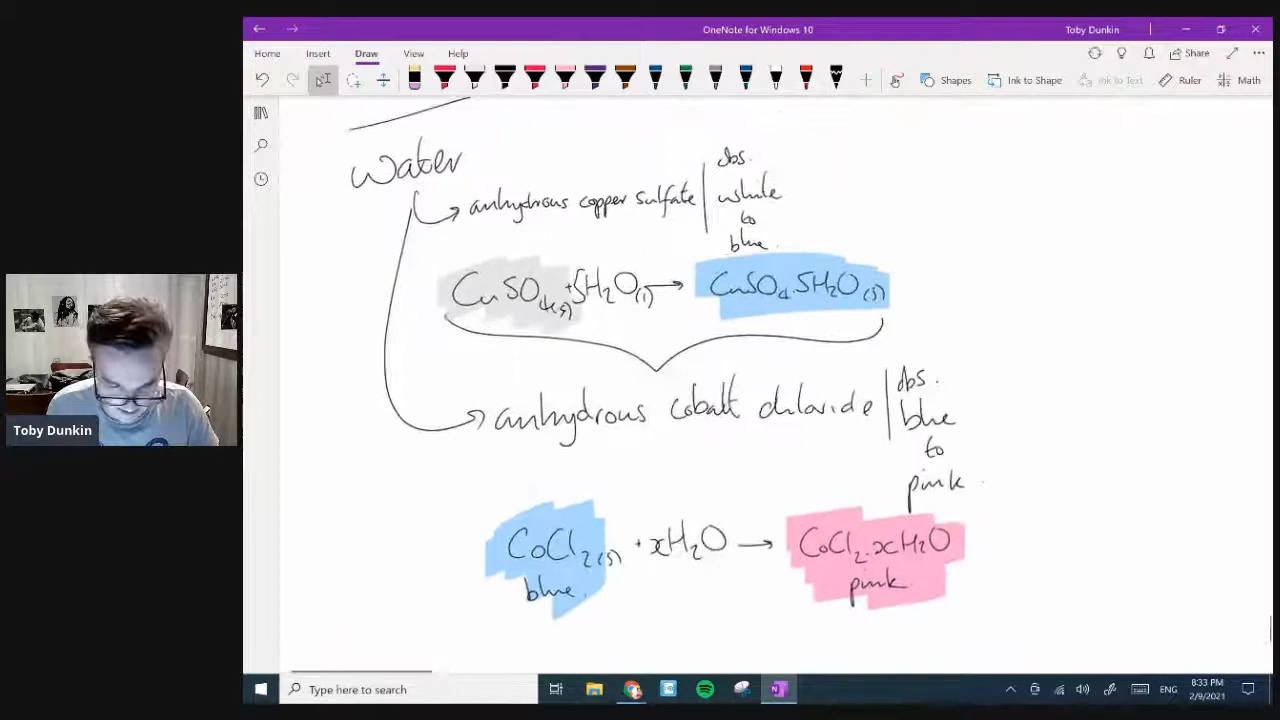 OneNote for Windows 10
Toby Dunkin
Home Insert Draw View Help
Share
Shapes
Ink to Shape
Ink to Text
Ruler
Math
water
anhydrous copper sulfate
obs.
white
to
blue.
CuSO₄(s) + 5H₂O(l) → CuSO₄.5H₂O(s)
anhydrous cobalt chloride
obs.
blue
to
pink.
CoCl₂(s) + xH₂O → CoCl₂.xH₂O
blue.
pink.
Toby Dunkin
Type here to search
ENG
8:33 PM
2/9/2021